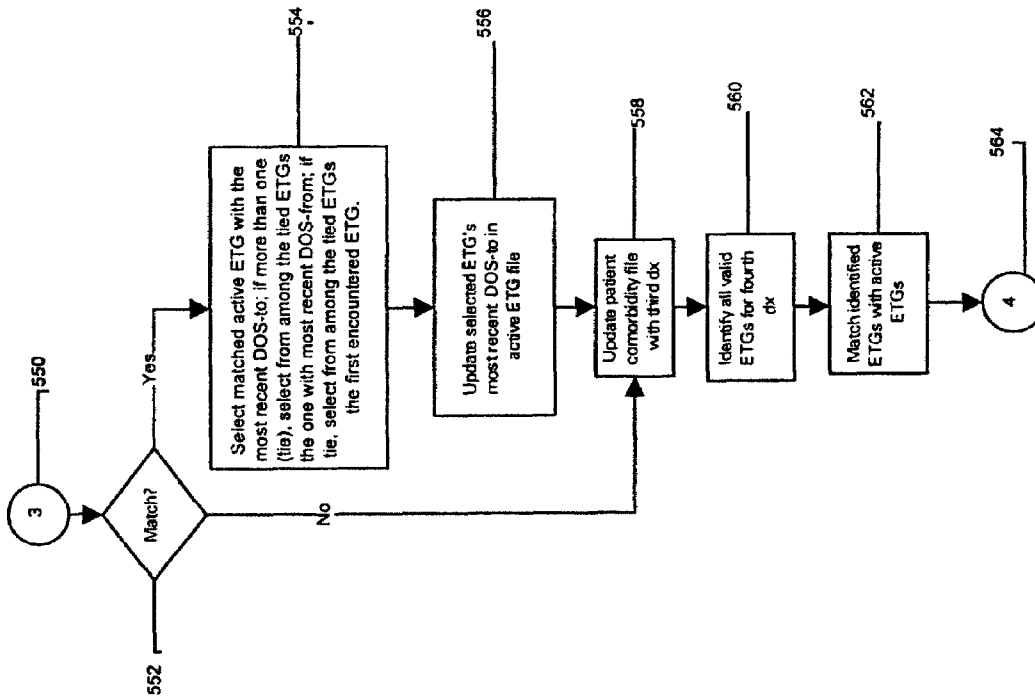 3
550
Match?
552
Yes
No
Select matched active ETG with the
most recent DOS-to; if more than one
(tie), select from among the tied ETGs
the one with most recent DOS-from; if
tie, select from among the tied ETGs
the first encountered ETG.
554
Update selected ETG's
most recent DOS-to in
active ETG file
556
Update patient
comorbidity file
with third dx
558
Identify all valid
ETGs for fourth
dx
560
Match identified
ETGs with active
ETGs
562
4
564